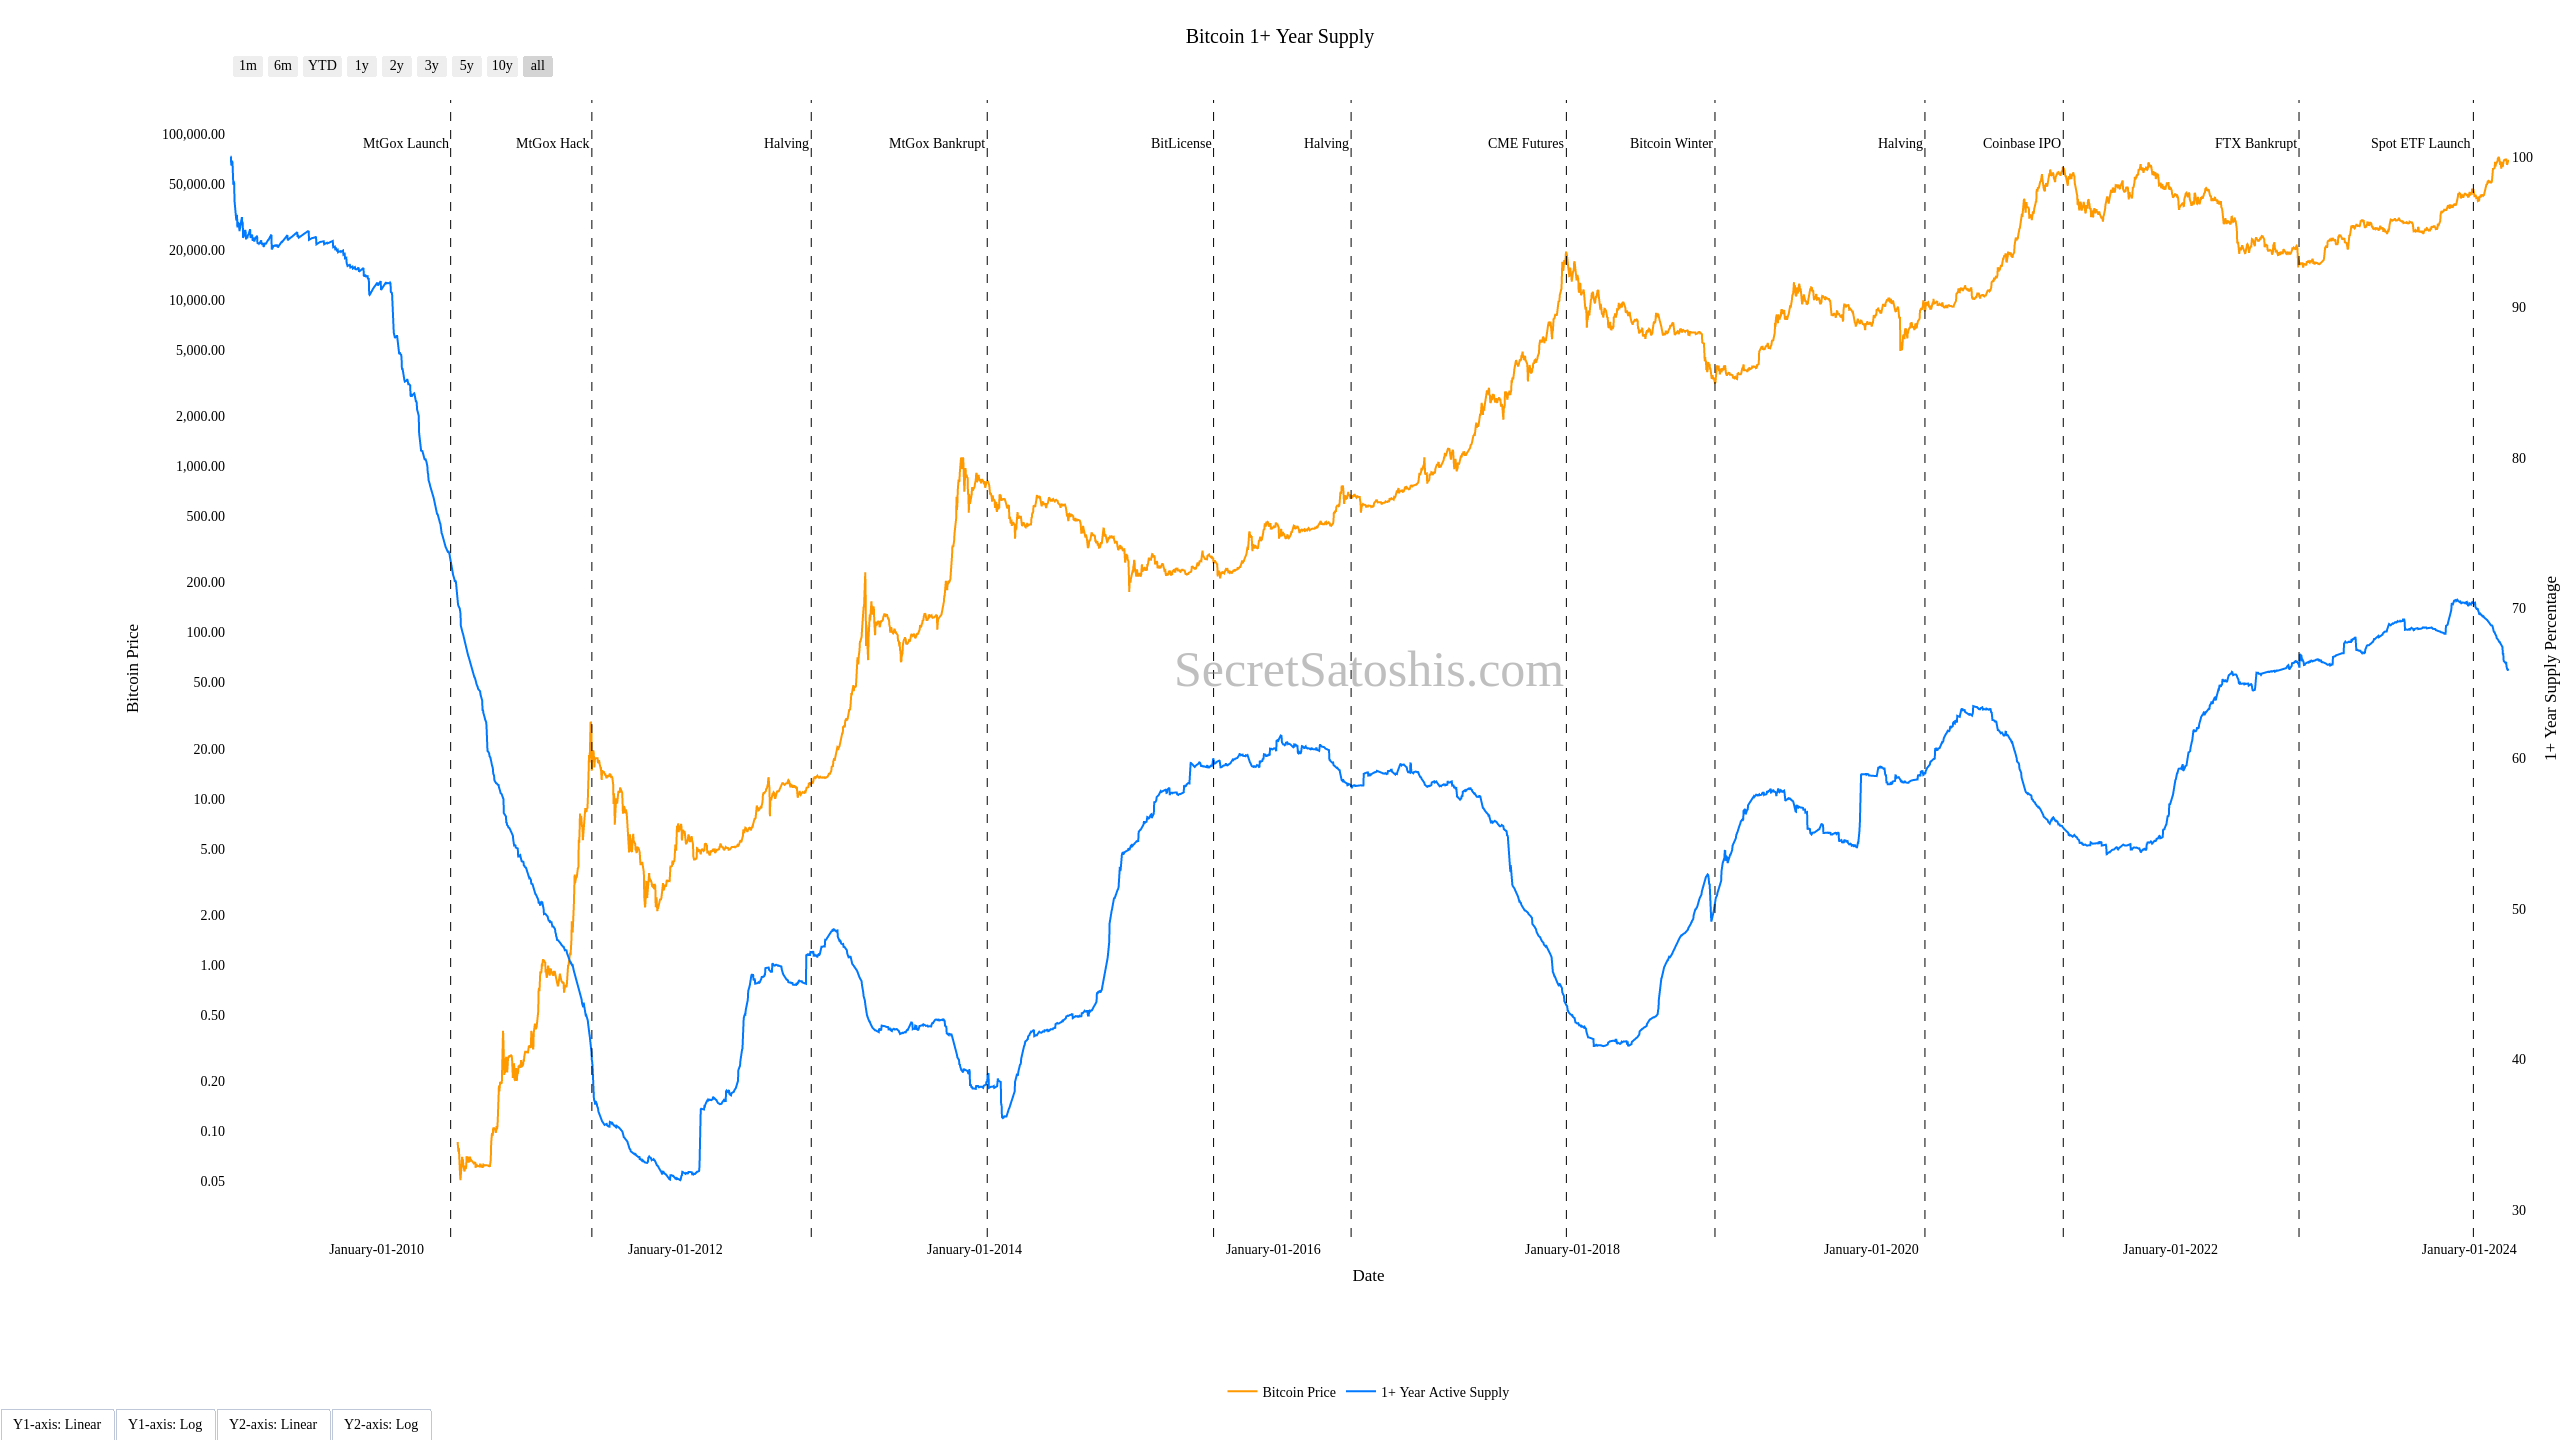 Bitcoin 1+ Year Supply
1m 6m YTD 1y 2y 3y 5y 10y all
MtGox Launch MtGox Hack Halving MtGox Bankrupt BitLicense Halving CME Futures Bitcoin Winter Halving Coinbase IPO FTX Bankrupt Spot ETF Launch
100,000.00
50,000.00
20,000.00
10,000.00
5,000.00
2,000.00
1,000.00
500.00
200.00
100.00
50.00
20.00
10.00
5.00
2.00
1.00
0.50
0.20
0.10
0.05
Bitcoin Price
SecretSatoshis.com
100
90
80
70
60
50
40
30
1+ Year Supply Percentage
January-01-2010 January-01-2012 January-01-2014 January-01-2016 January-01-2018 January-01-2020 January-01-2022 January-01-2024
Date
Bitcoin Price 1+ Year Active Supply
Y1-axis: Linear Y1-axis: Log Y2-axis: Linear Y2-axis: Log